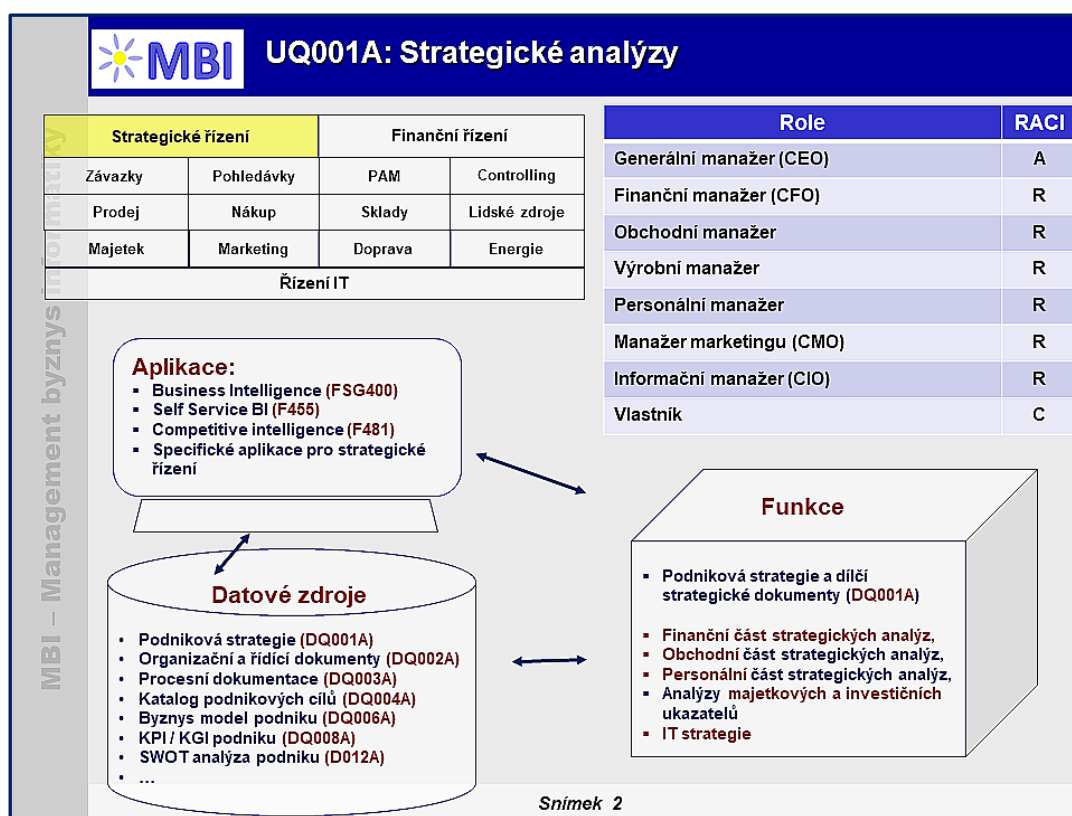 MBI
UQ001A: Strategické analýzy
MBI – Management byznys informatiky
Strategické řízení
Finanční řízení
Závazky
Pohledávky
PAM
Controlling
Prodej
Nákup
Sklady
Lidské zdroje
Majetek
Marketing
Doprava
Energie
Řízení IT
Role
RACI
Generální manažer (CEO)
A
Finanční manažer (CFO)
R
Obchodní manažer
R
Výrobní manažer
R
Personální manažer
R
Manažer marketingu (CMO)
R
Informační manažer (CIO)
R
Vlastník
C
Aplikace:
▪ Business Intelligence (FSG400)
▪ Self Service BI (F455)
▪ Competitive intelligence (F481)
▪ Specifické aplikace pro strategické
řízení
Datové zdroje
• Podniková strategie (DQ001A)
• Organizační a řídící dokumenty (DQ002A)
• Procesní dokumentace (DQ003A)
• Katalog podnikových cílů (DQ004A)
• Byznys model podniku (DQ006A)
• KPI / KGI podniku (DQ008A)
• SWOT analýza podniku (D012A)
• ...
Funkce
▪ Podniková strategie a dílčí
strategické dokumenty (DQ001A)
▪ Finanční část strategických analýz,
▪ Obchodní část strategických analýz,
▪ Personální část strategických analýz,
▪ Analýzy majetkových a investičních
ukazatelů
▪ IT strategie
Snímek 2